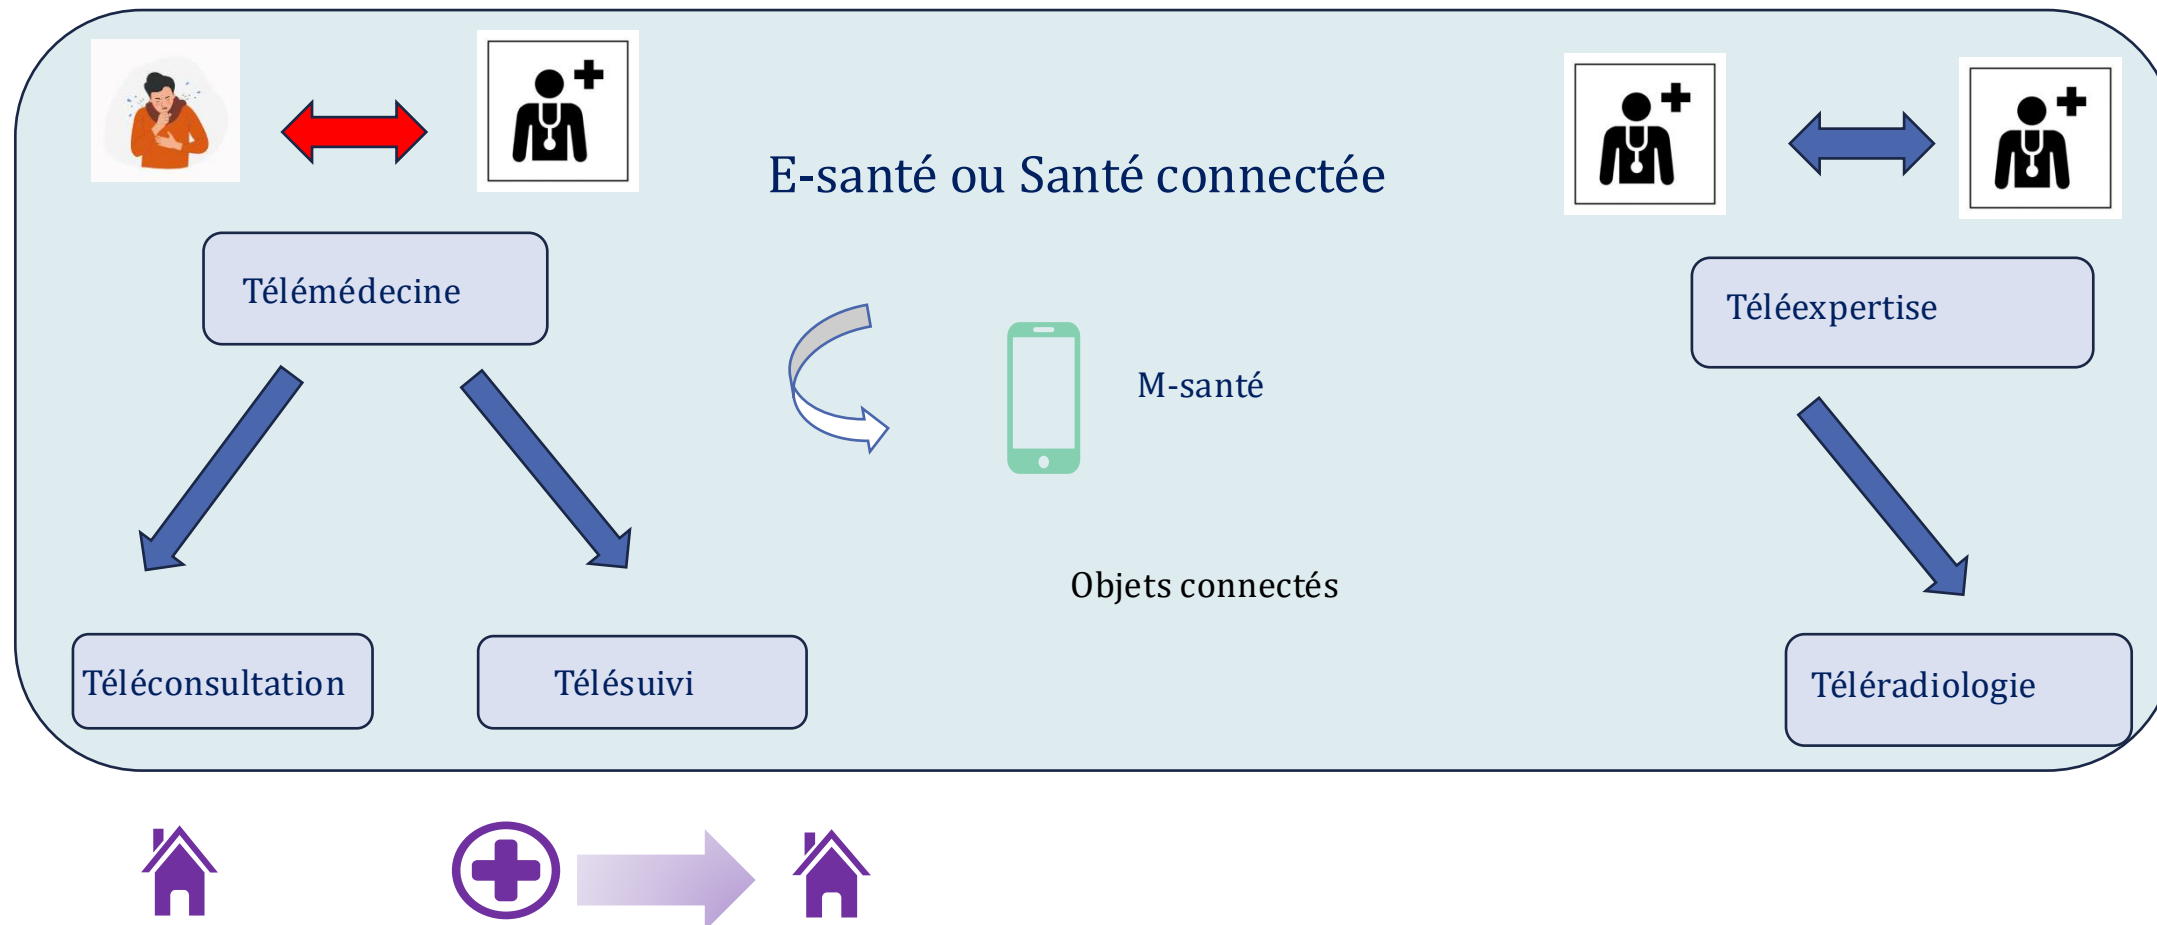 E-santé ou Santé connectée
Télémédecine
Téléexpertise
M-santé
Objets connectés
Téléconsultation
Télésuivi
Téléradiologie